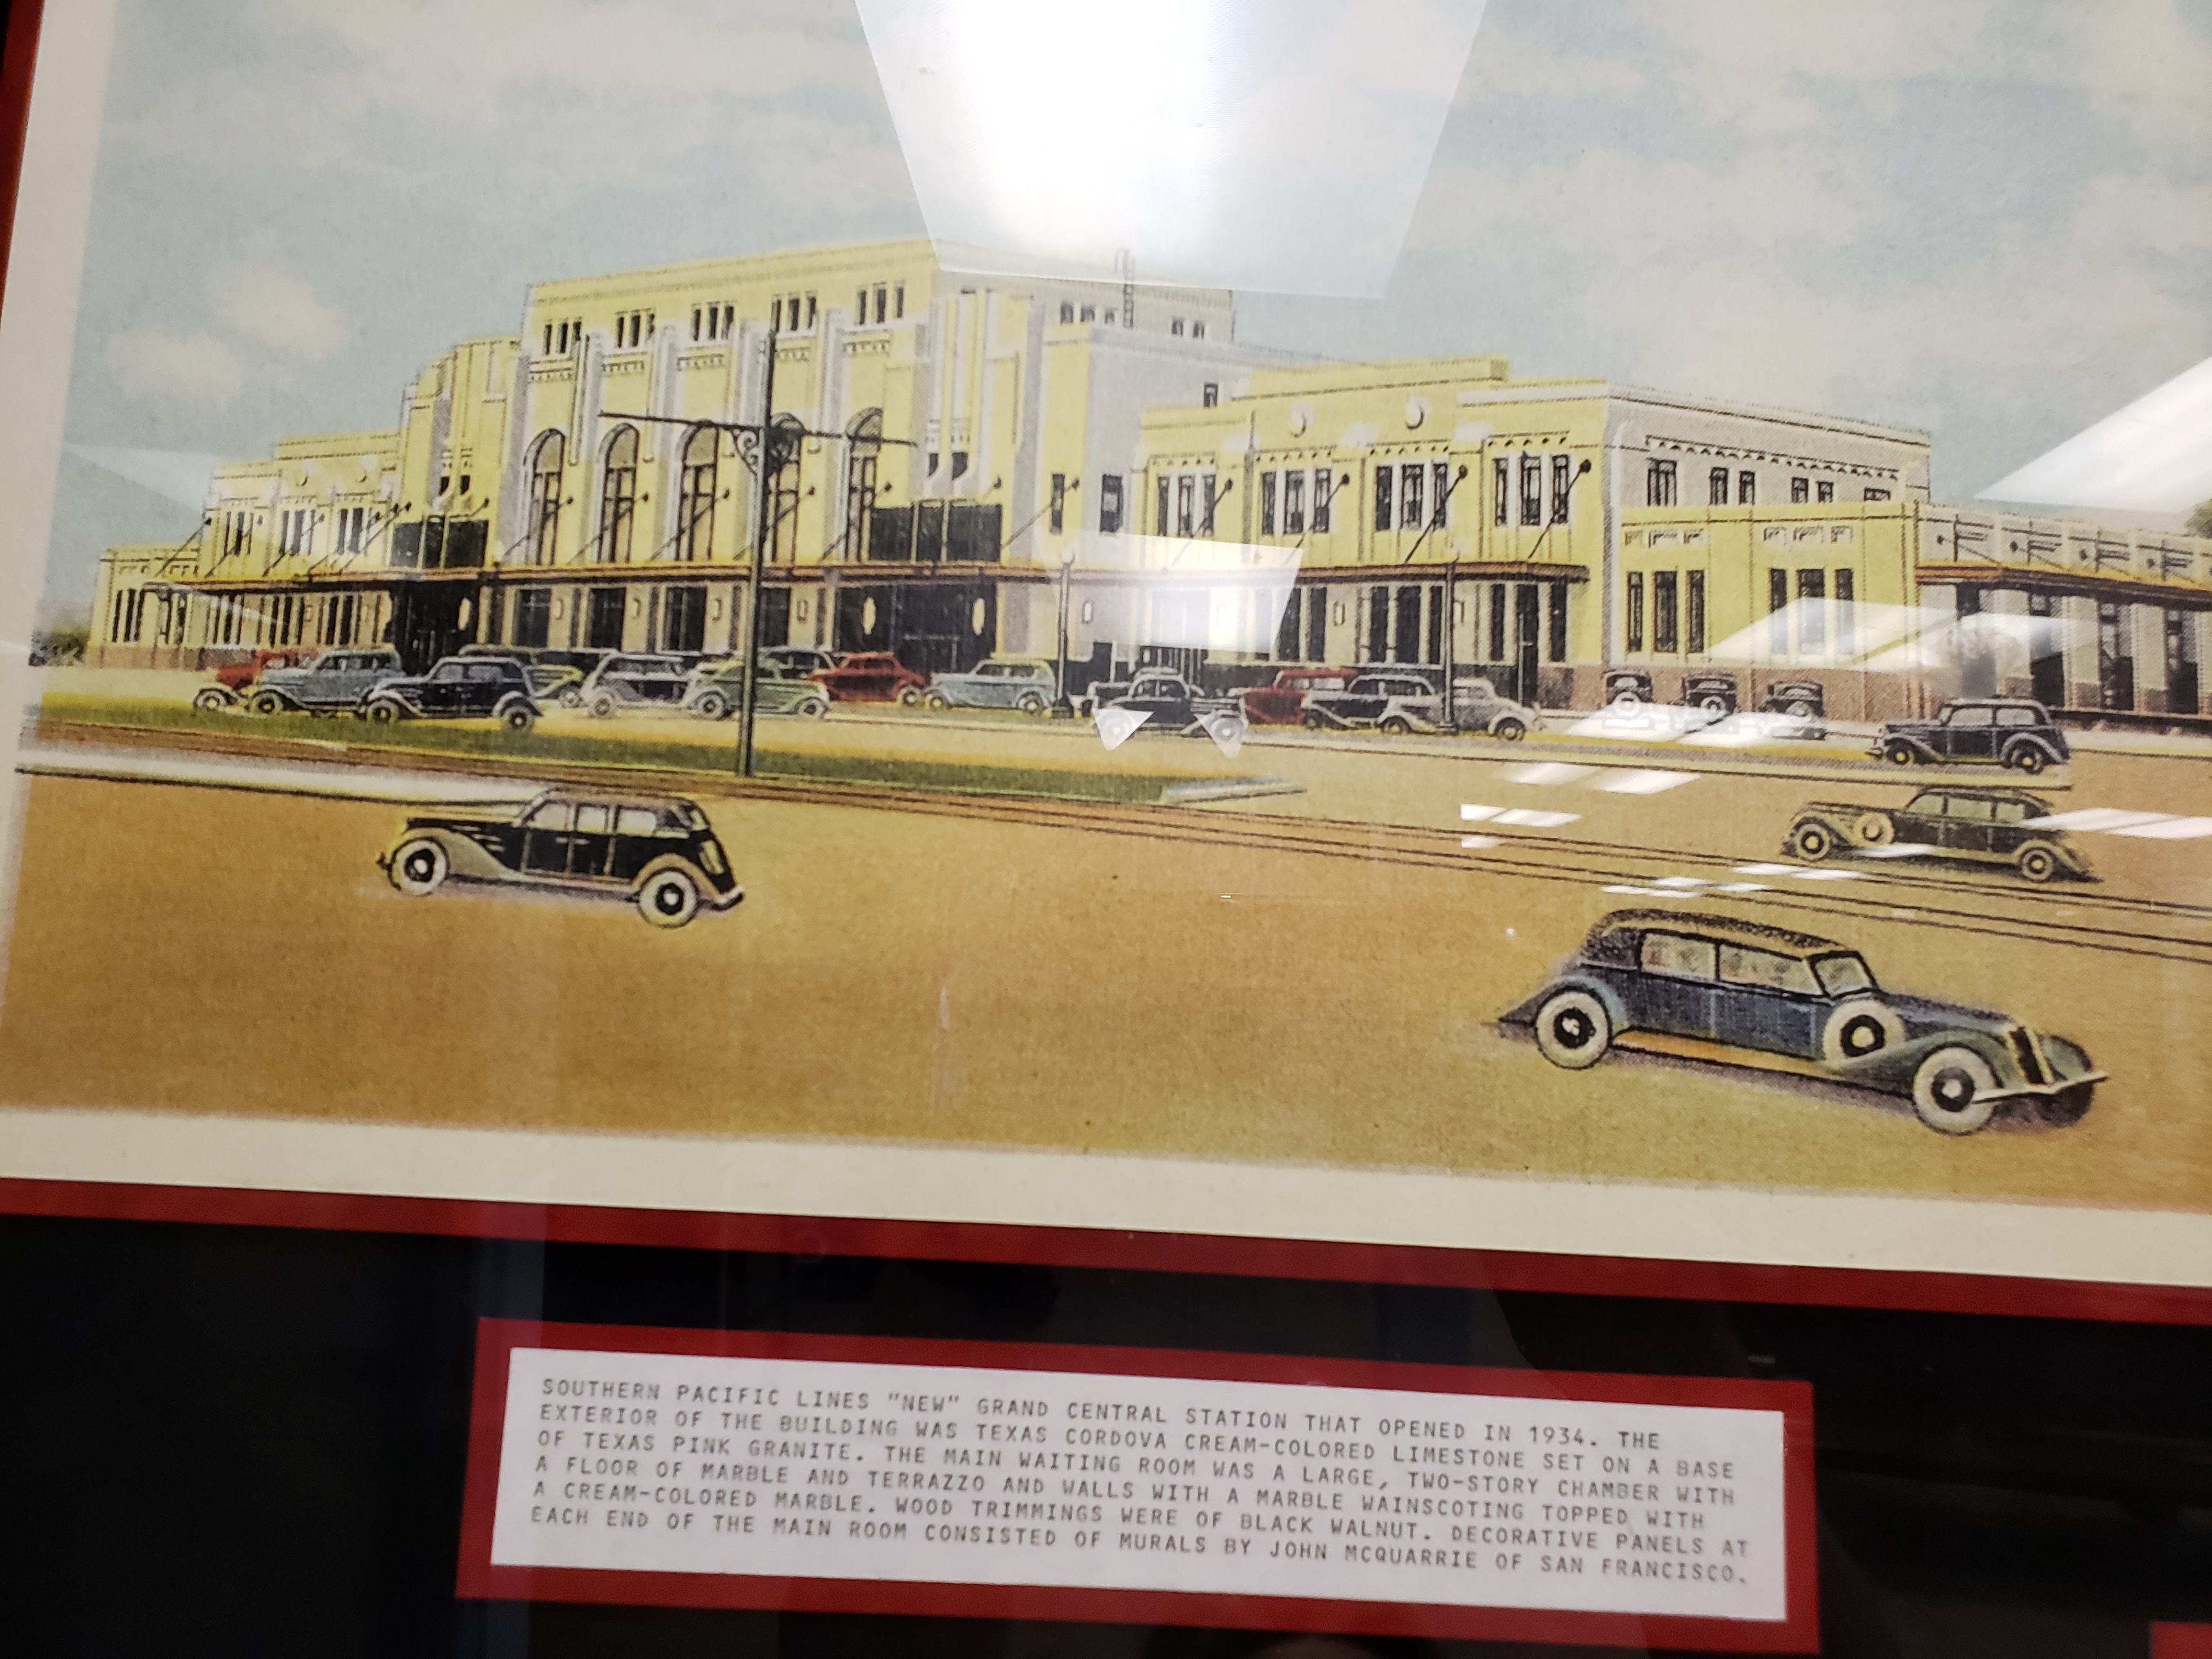 SOUTHERN PACIFIC LINES "NEW" GRAND CENTRAL STATION THAT OPENED IN 1934. THE
EXTERIOR OF THE BUILDING WAS TEXAS CORDOVA CREAM-COLORED LIMESTONE SET ON A BASE
OF TEXAS PINK GRANITE. THE MAIN WAITING ROOM WAS A LARGE, TWO-STORY CHAMBER WITH
A FLOOR OF MARBLE AND TERRAZZO AND WALLS WITH A MARBLE WAINSCOTING TOPPED WITH
A CREAM-COLORED MARBLE. WOOD TRIMMINGS WERE OF BLACK WALNUT. DECORATIVE PANELS AT
EACH END OF THE MAIN ROOM CONSISTED OF MURALS BY JOHN MCQUARRIE OF SAN FRANCISCO.